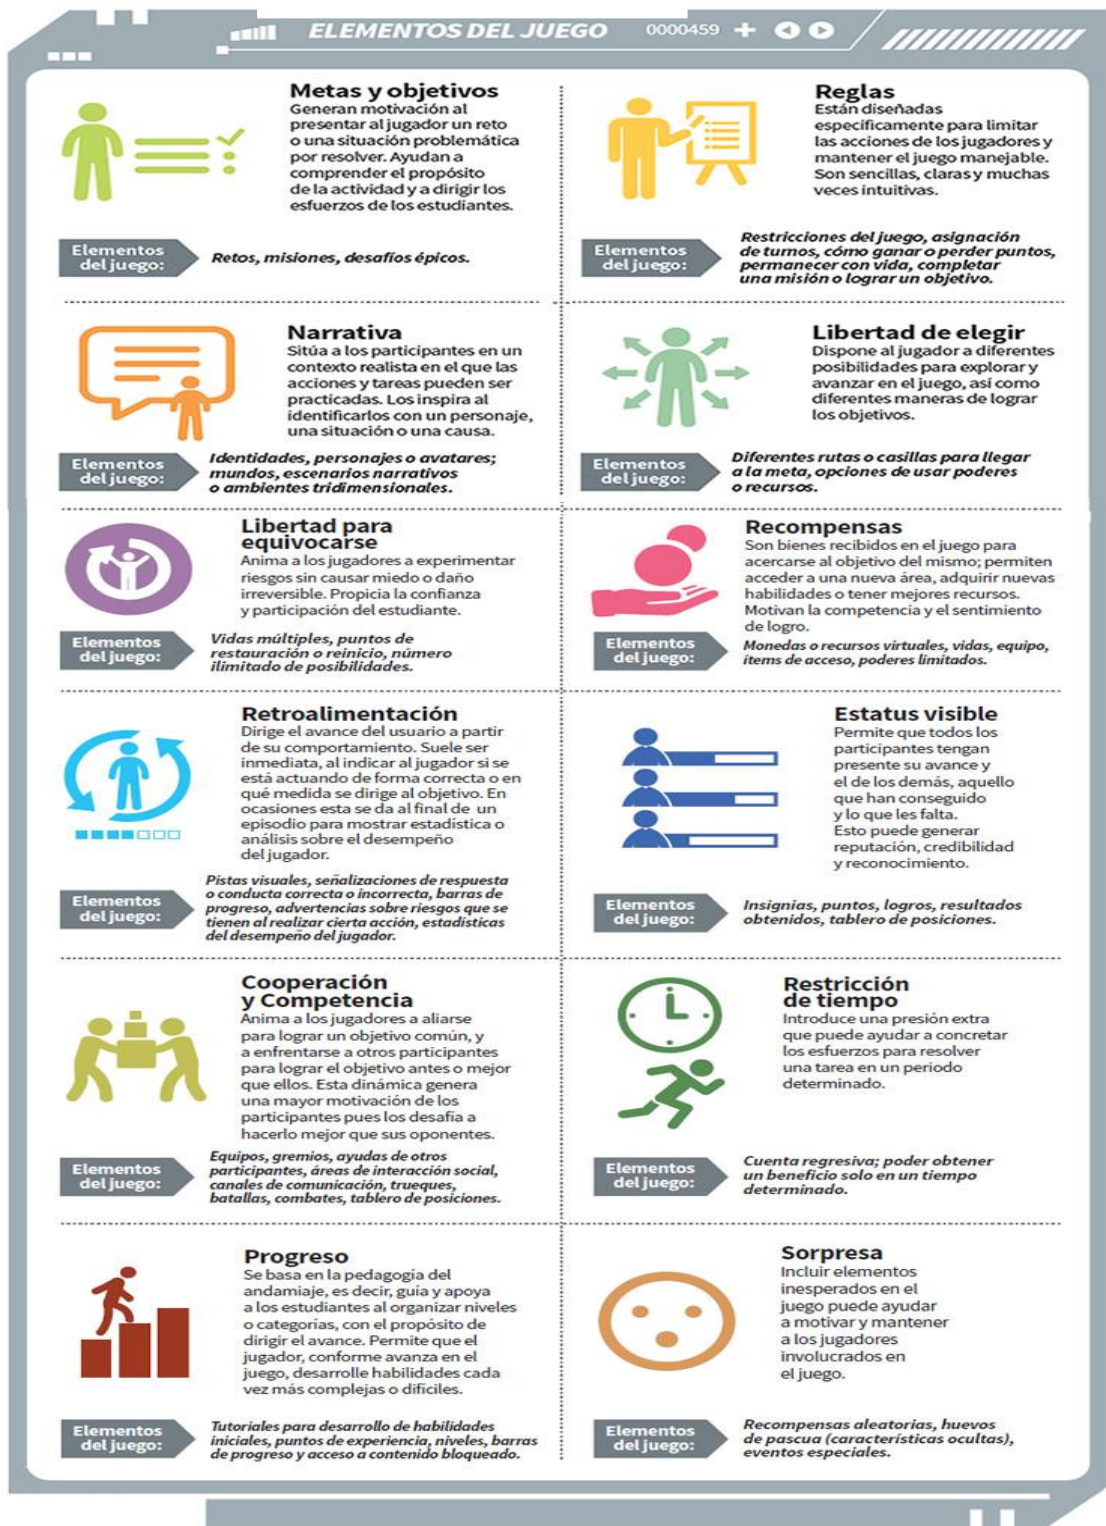 ELEMENTOS DEL JUEGO 0000459
Metas y objetivos
Generan motivación al
presentar al jugador un reto
o una situación problemática
por resolver. Ayudan a
comprender el propósito
de la actividad y a dirigir los
esfuerzos de los estudiantes.
Elementos
del juego:
Retos, misiones, desafíos épicos.
Reglas
Están diseñadas
específicamente para limitar
las acciones de los jugadores y
mantener el juego manejable.
Son sencillas, claras y muchas
veces intuitivas.
Elementos
del juego:
Restricciones del juego, asignación
de turnos, cómo ganar o perder puntos,
permanecer con vida, completar
una misión o lograr un objetivo.
Narrativa
Sitúa a los participantes en un
contexto realista en el que las
acciones y tareas pueden ser
practicadas. Los inspira al
identificarlos con un personaje,
una situación o una causa.
Elementos
del juego:
Identidades, personajes o avatares;
mundos, escenarios narrativos
o ambientes tridimensionales.
Libertad de elegir
Dispone al jugador a diferentes
posibilidades para explorar y
avanzar en el juego, así como
diferentes maneras de lograr
los objetivos.
Elementos
del juego:
Diferentes rutas o casillas para llegar
a la meta, opciones de usar poderes
o recursos.
Libertad para
equivocarse
Anima a los jugadores a experimentar
riesgos sin causar miedo o daño
irreversible. Propicia la confianza
y participación del estudiante.
Elementos
del juego:
Vidas múltiples, puntos de
restauración o reinicio, número
ilimitado de posibilidades.
Recompensas
Son bienes recibidos en el juego para
acercarse al objetivo del mismo; permiten
acceder a una nueva área, adquirir nuevas
habilidades o tener mejores recursos.
Motivan la competencia y el sentimiento
de logro.
Elementos
del juego:
Monedas o recursos virtuales, vidas, equipo,
ítems de acceso, poderes limitados.
Retroalimentación
Dirige el avance del usuario a partir
de su comportamiento. Suele ser
inmediata, al indicar al jugador si se
está actuando de forma correcta o en
qué medida se dirige al objetivo. En
ocasiones esta se da al final de un
episodio para mostrar estadística o
análisis sobre el desempeño
del jugador.
Elementos
del juego:
Pistas visuales, señalizaciones de respuesta
o conducta correcta o incorrecta, barras de
progreso, advertencias sobre riesgos que se
tienen al realizar cierta acción, estadísticas
del desempeño del jugador.
Estatus visible
Permite que todos los
participantes tengan
presente su avance y
el de los demás, aquello
que han conseguido
y lo que les falta.
Esto puede generar
reputación, credibilidad
y reconocimiento.
Elementos
del juego:
Insignias, puntos, logros, resultados
obtenidos, tablero de posiciones.
Cooperación
y Competencia
Anima a los jugadores a aliarse
para lograr un objetivo común, y
a enfrentarse a otros participantes
para lograr el objetivo antes o mejor
que ellos. Esta dinámica genera
una mayor motivación de los
participantes pues los desafía a
hacerlo mejor que sus oponentes.
Elementos
del juego:
Equipos, gremios, ayudas de otros
participantes, áreas de interacción social,
canales de comunicación, trueques,
batallas, combates, tablero de posiciones.
Restricción
de tiempo
Introduce una presión extra
que puede ayudar a concretar
los esfuerzos para resolver
una tarea en un periodo
determinado.
Elementos
del juego:
Cuenta regresiva; poder obtener
un beneficio solo en un tiempo
determinado.
Progreso
Se basa en la pedagogía del
andamiaje, es decir, guía y apoya
a los estudiantes al organizar niveles
o categorías, con el propósito de
dirigir el avance. Permite que el
jugador, conforme avanza en el
juego, desarrolle habilidades cada
vez más complejas o difíciles.
Elementos
del juego:
Tutoriales para desarrollo de habilidades
iniciales, puntos de experiencia, niveles, barras
de progreso y acceso a contenido bloqueado.
Sorpresa
Incluir elementos
inesperados en el
juego puede ayudar
a motivar y mantener
a los jugadores
involucrados en
el juego.
Elementos
del juego:
Recompensas aleatorias, huevos
de pascua (características ocultas),
eventos especiales.